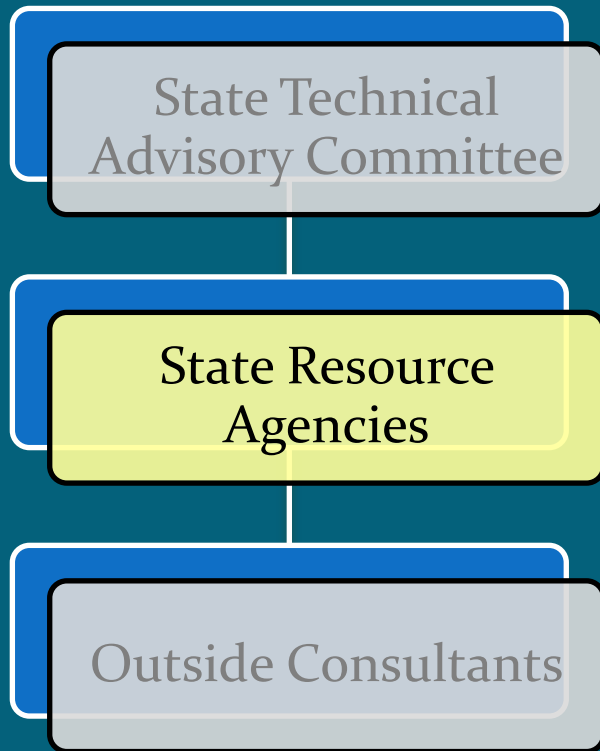 State Technical
Advisory Committee
State Resource
Agencies
Outside Consultants